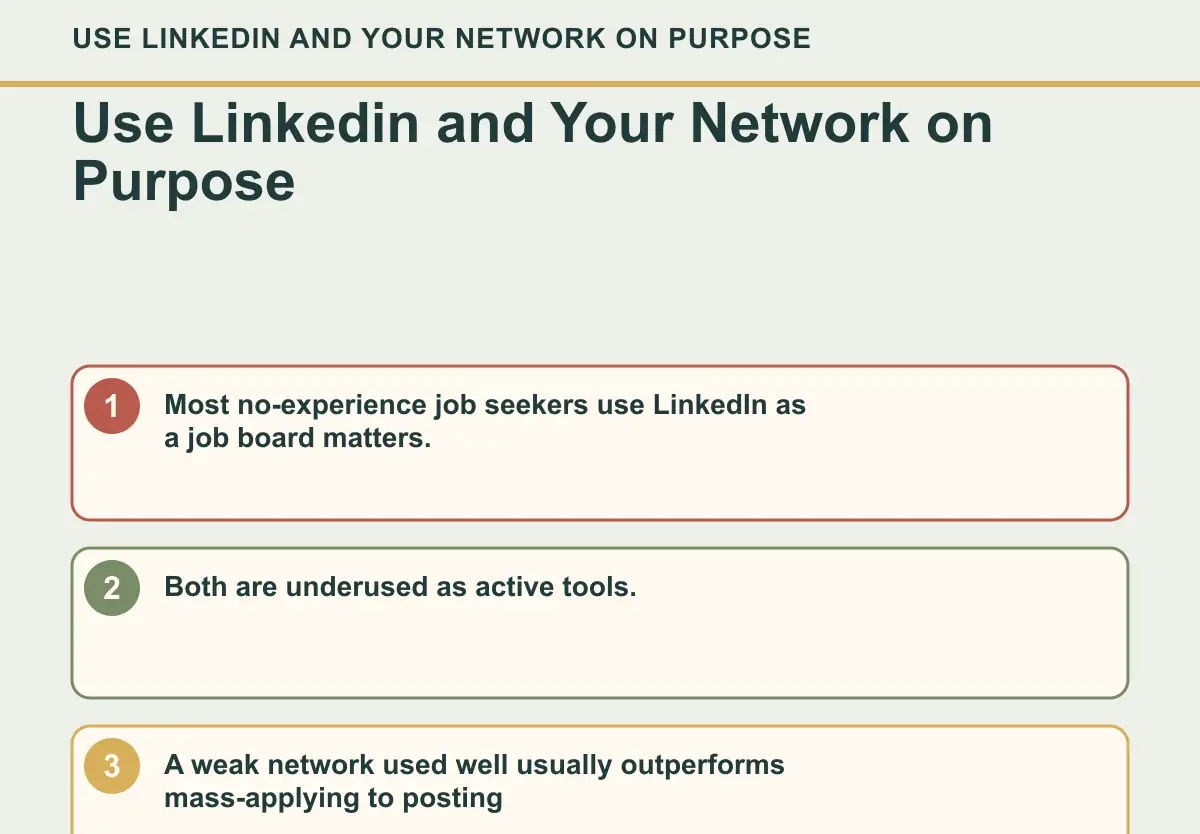 USE LINKEDIN AND YOUR NETWORK ON PURPOSE
Use Linkedin and Your Network on
Purpose
1
Most no-experience job seekers use LinkedIn as
a job board matters.
2
Both are underused as active tools.
3
A weak network used well usually outperforms
mass-applying to posting